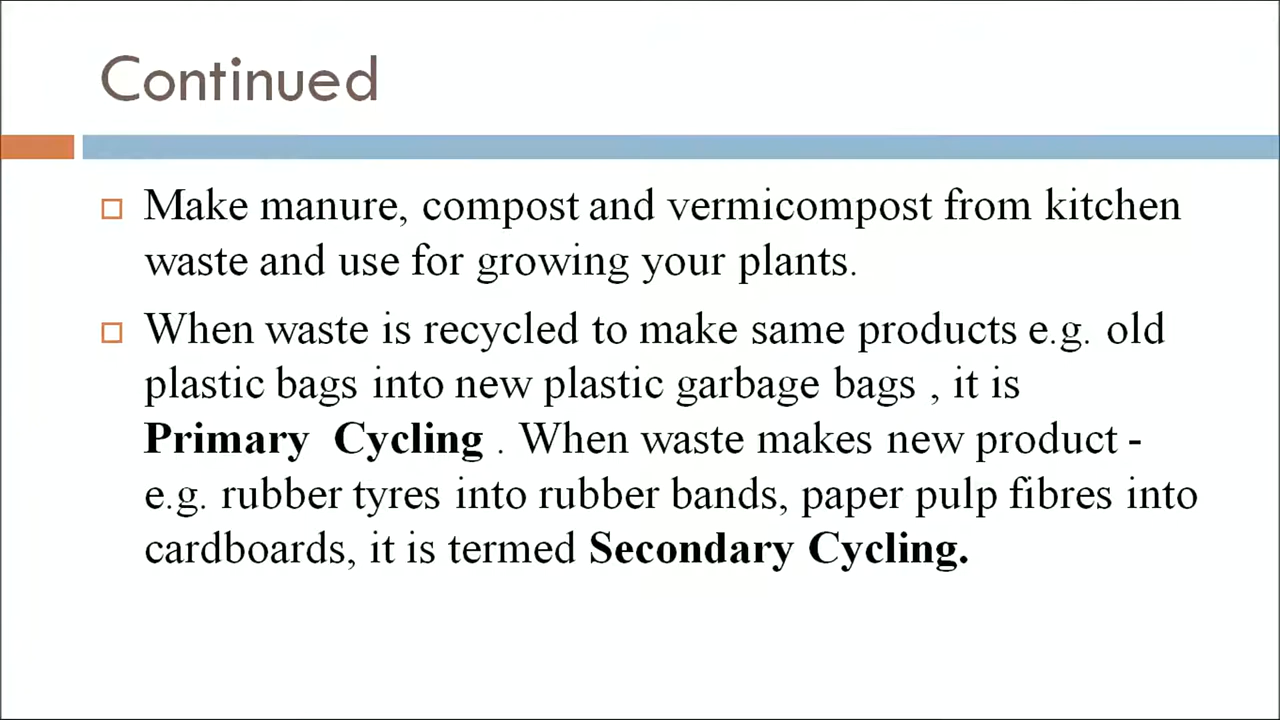 Continued
Make manure, compost and vermicompost from kitchen
waste and use for growing your plants.
When waste is recycled to make same products e.g. old
plastic bags into new plastic garbage bags , it is
Primary Cycling . When waste makes new product -
e.g. rubber tyres into rubber bands, paper pulp fibres into
cardboards, it is termed Secondary Cycling.